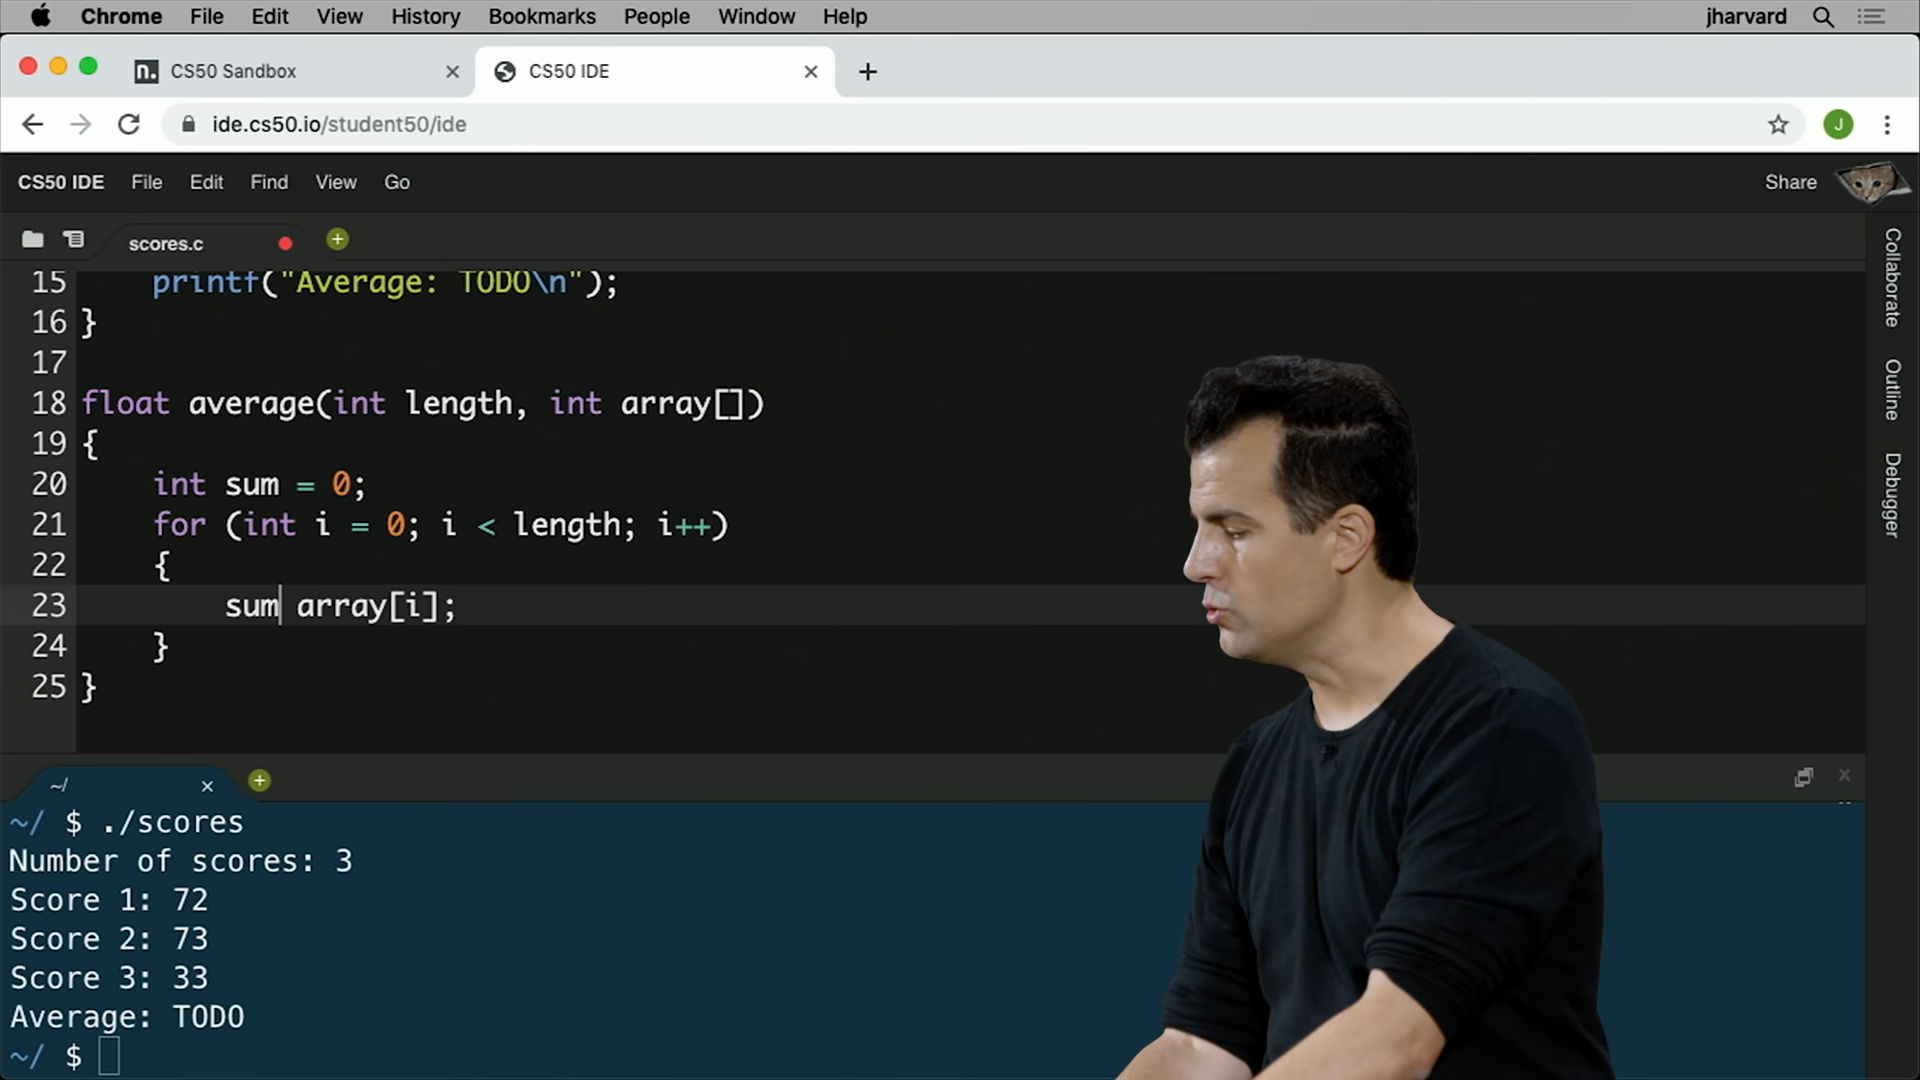 Chrome File Edit View History Bookmarks People Window Help jharvard
n. CS50 Sandbox CS50 IDE
ide.cs50.io/student50/ide J
CS50 IDE File Edit Find View Go Share
scores.c
15 printf("Average: TODO\n");
16 }
17
18 float average(int length, int array[])
19 {
20 int sum = 0;
21 for (int i = 0; i < length; i++)
22 {
23 sum array[i];
24 }
25 }
Collaborate
Outline
Debugger
~/
~/ $ ./scores
Number of scores: 3
Score 1: 72
Score 2: 73
Score 3: 33
Average: TODO
~/ $